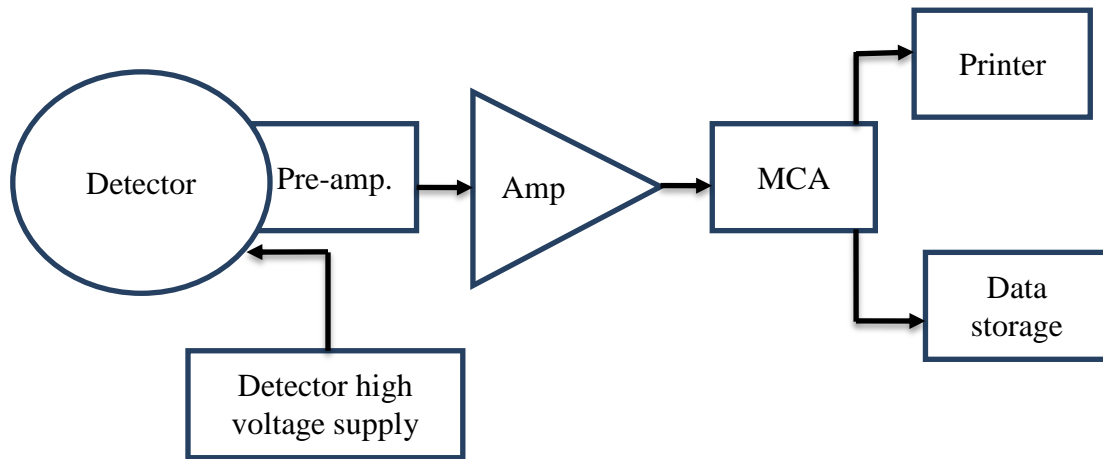 Detector
Pre-amp.
Amp
MCA
Printer
Data
storage
Detector high
voltage supply